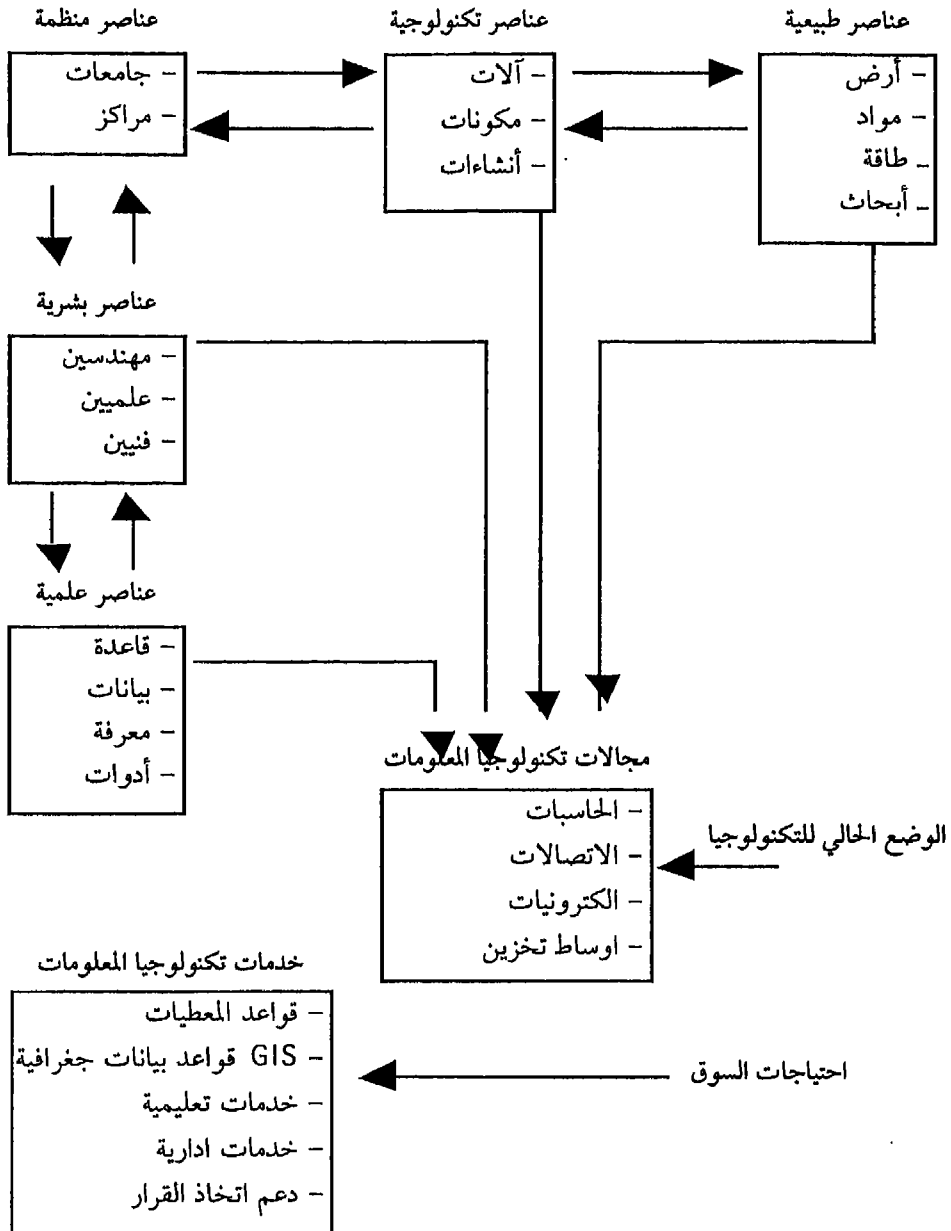 عناصر طبيعية
– أرض
– مواد
– طاقة
– أبحاث
عناصر تكنولوجية
– آلات
– مكونات
– أنشاءات
عناصر منظمة
– جامعات
– مراكز
عناصر بشرية
– مهندسين
– علميين
– فنيين
عناصر علمية
– قاعدة
– بيانات
– معرفة
– أدوات
مجالات تكنولوجيا المعلومات
– الحاسبات
– الاتصالات
– الكترونيات
– اوساط تخزين
الوضع الحالي للتكنولوجيا
خدمات تكنولوجيا المعلومات
– قواعد المعطيات
– GIS قواعد بيانات جغرافية
– خدمات تعليمية
– خدمات ادارية
– دعم اتخاذ القرار
احتياجات السوق